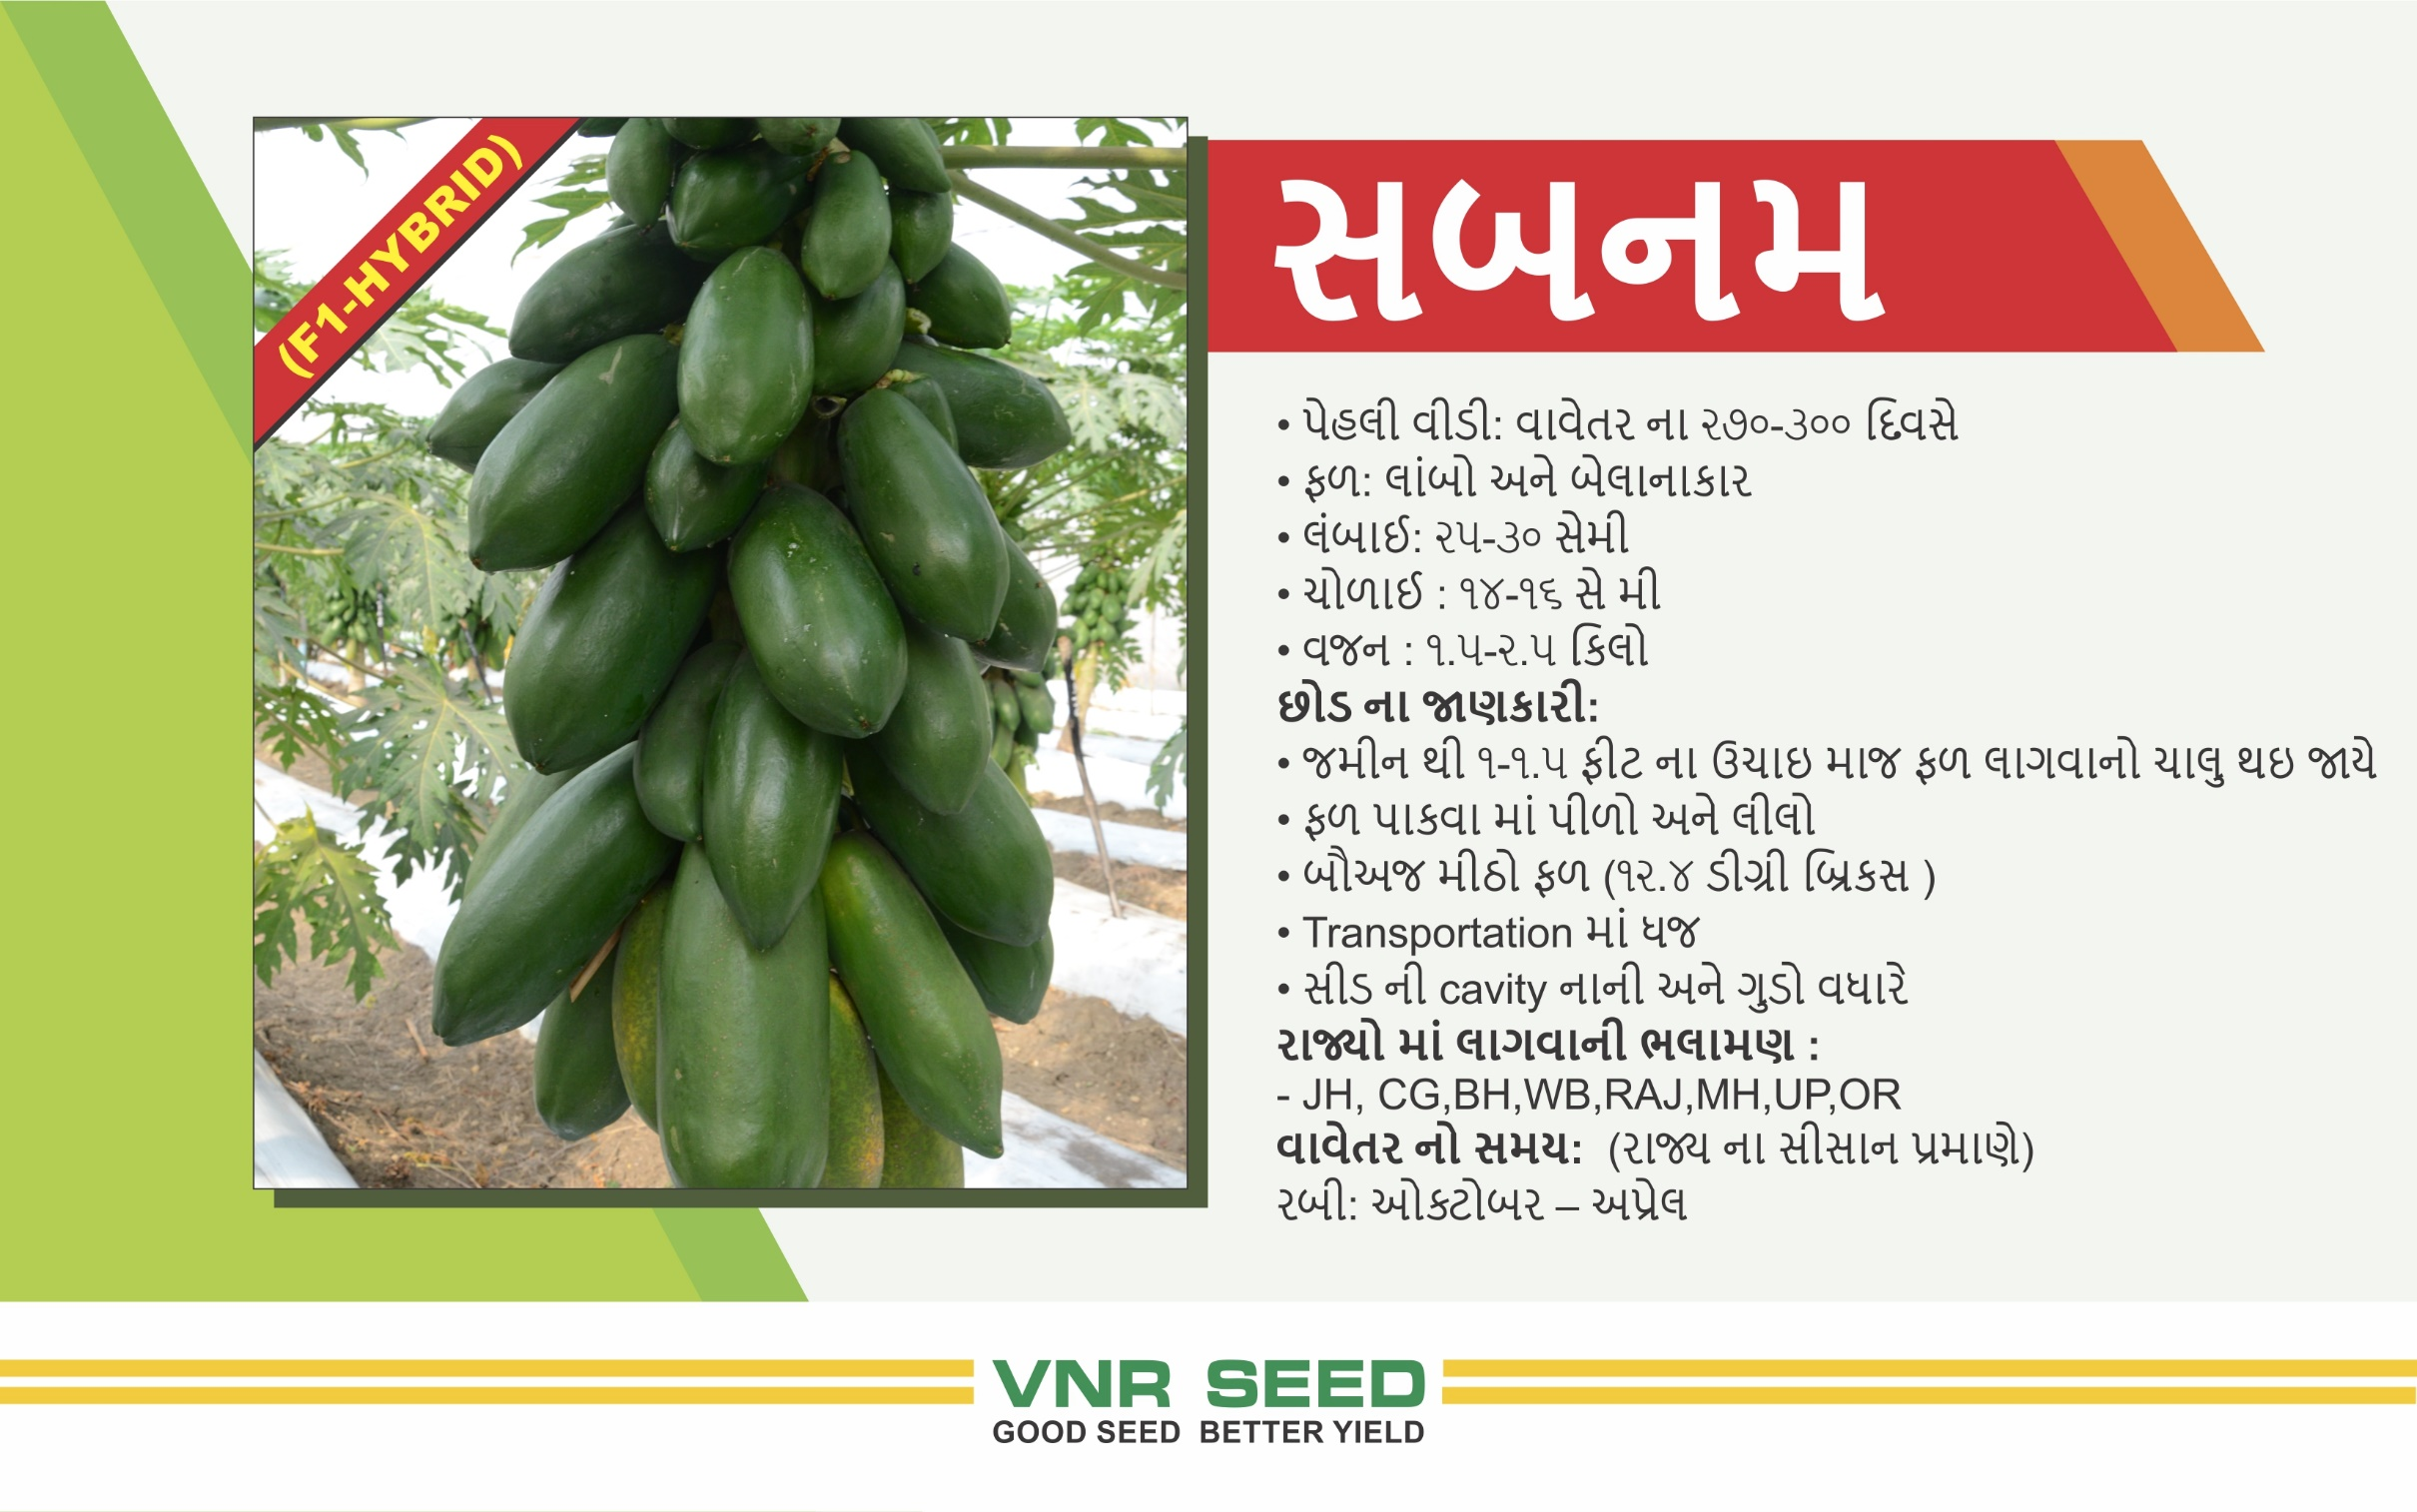 (F1-HYBRID)
સબનમ
• પેહલી વીડી: વાવેતર ના ૨૭૦-૩૦૦ દિવસે
• ફળ: લાંબો અને બેલાનાકાર
• લંબાઈ: ૨૫-૩૦ સેમી
• ચોળાઈ : ૧૪-૧૬ સે મી
• વજન : ૧.૫-૨.૫ કિલો
છોડ ના જાણકારી:
• જમીન થી ૧-૧.૫ ફીટ ના ઉચાઇ માજ ફળ લાગવાનો ચાલુ થઇ જાયે
• ફળ પાકવા માં પીળો અને લીલો
• બૌઅજ મીઠો ફળ (૧૨.૪ ડીગ્રી બ્રિકસ )
• Transportation માં ધજ
• સીડ ની cavity નાની અને ગુડો વધારે
રાજ્યો માં લાગવાની ભલામણ :
- JH, CG,BH,WB,RAJ,MH,UP,OR
વાવેતર નો સમય: (રાજ્ય ના સીસાન પ્રમાણે)
રબી: ઓક્ટોબર – અપ્રેલ
VNR SEED
GOOD SEED BETTER YIELD